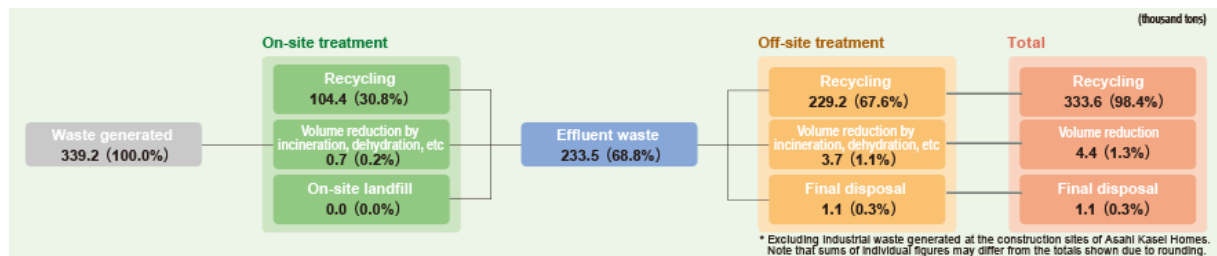 (thousand tons)
On-site treatment
Off-site treatment
Total
Waste generated
339.2 (100.0%)
Recycling
104.4 (30.8%)
Volume reduction by
incineration, dehydration, etc
0.7 (0.2%)
On-site landfill
0.0 (0.0%)
Effluent waste
233.5 (68.8%)
Recycling
229.2 (67.6%)
Volume reduction by
incineration, dehydration, etc
3.7 (1.1%)
Final disposal
1.1 (0.3%)
Recycling
333.6 (98.4%)
Volume reduction
4.4 (1.3%)
Final disposal
1.1 (0.3%)
* Excluding industrial waste generated at the construction sites of Asahi Kasei Homes.
Note that sums of individual figures may differ from the totals shown due to rounding.